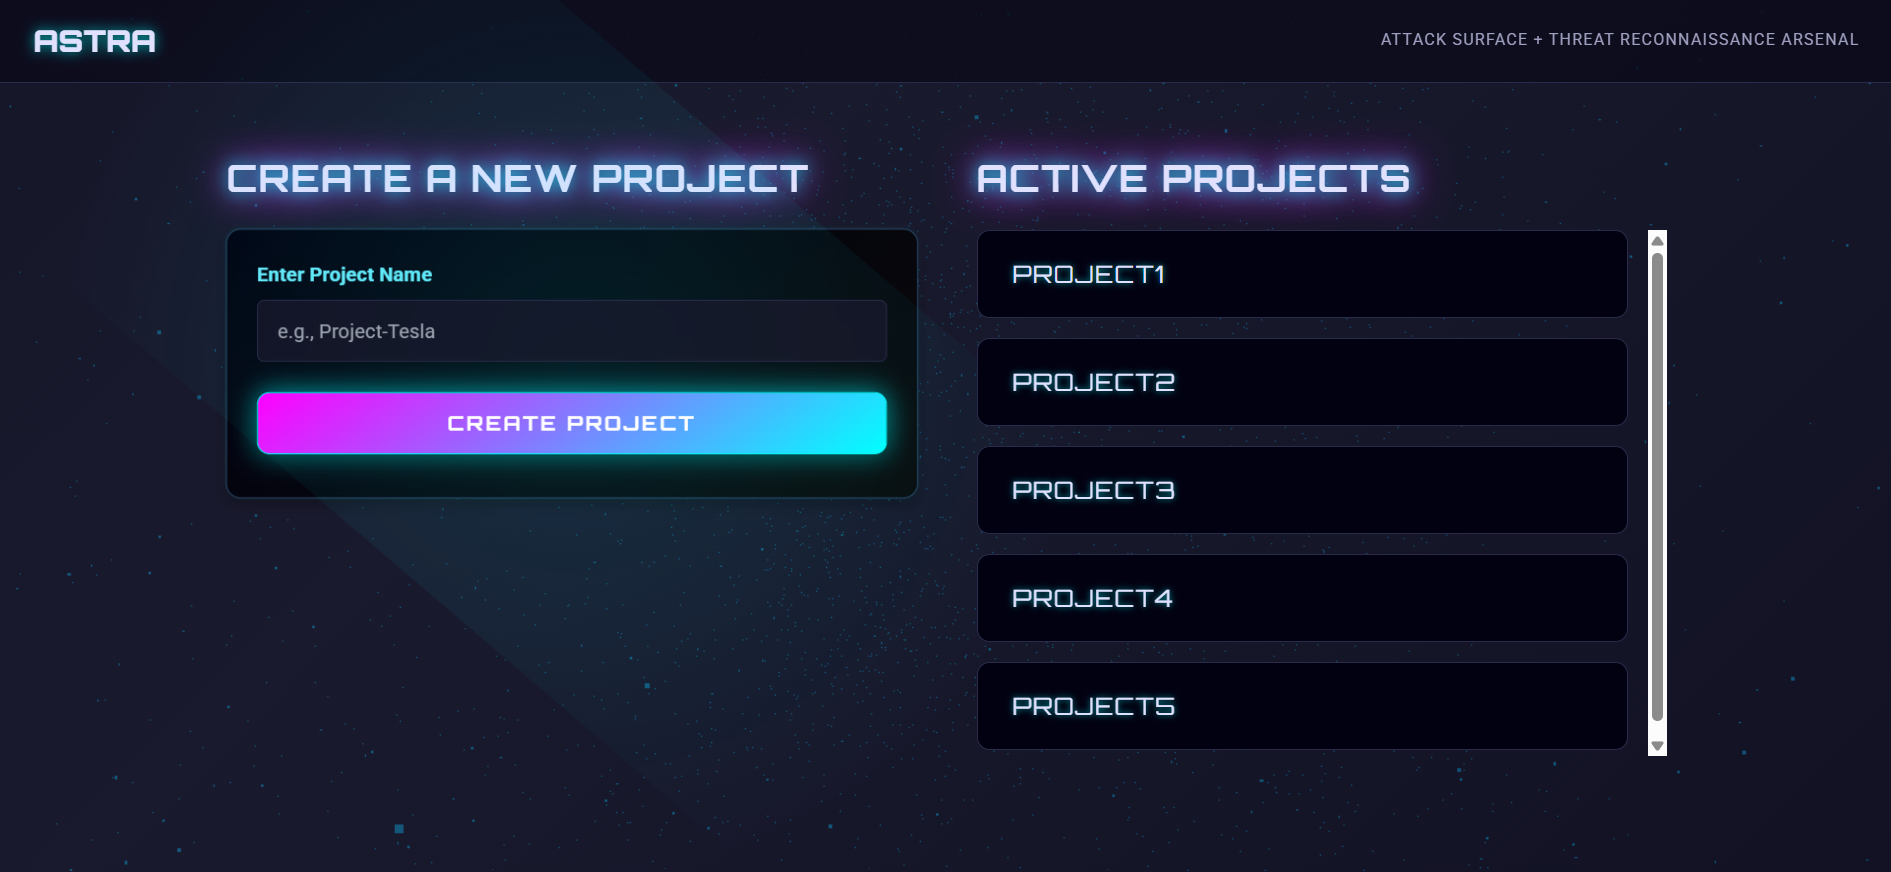 ASTRA
ATTACK SURFACE + THREAT RECONNAISSANCE ARSENAL
CREATE A NEW PROJECT
Enter Project Name
e.g., Project-Tesla
CREATE PROJECT
ACTIVE PROJECTS
PROJECT1
PROJECT2
PROJECT3
PROJECT4
PROJECT5